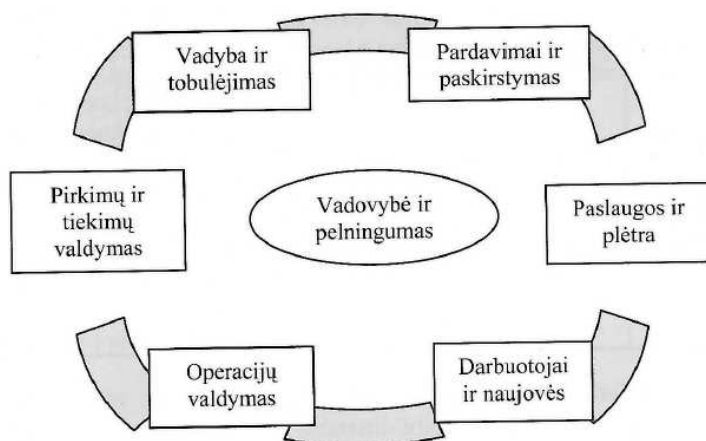 Vadyba ir
tobulėjimas
Pardavimai ir
paskirstymas
Pirkimų ir
tiekimų
valdymas
Vadovybė ir
pelningumas
Paslaugos ir
plėtra
Operacijų
valdymas
Darbuotojai
ir naujovės